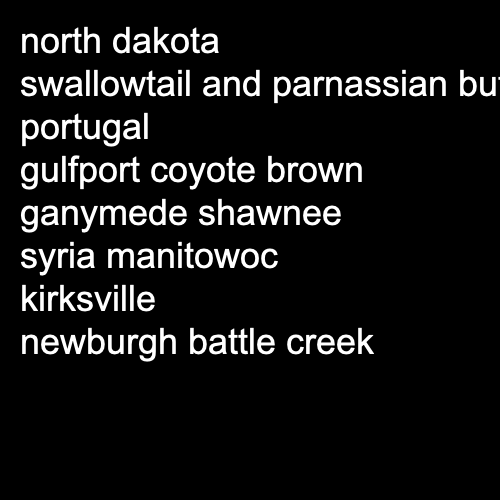 north dakota
swallowtail and parnassian
portugal
gulfport coyote brown
ganymede shawnee
syria manitowoc
kirksville
newburgh battle creek